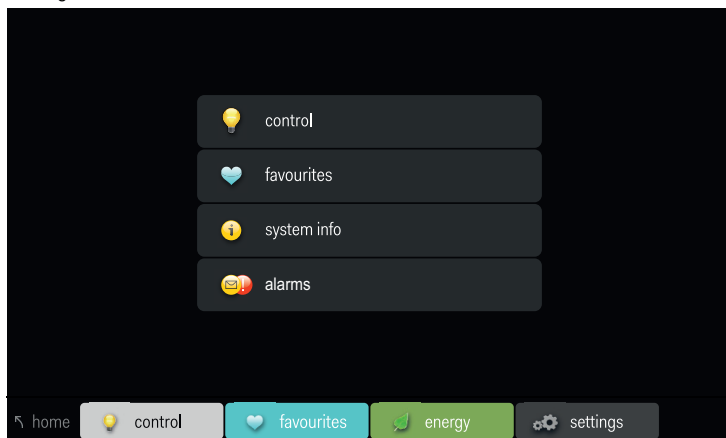 control
favourites
system info
alarms
home control favourites energy settings